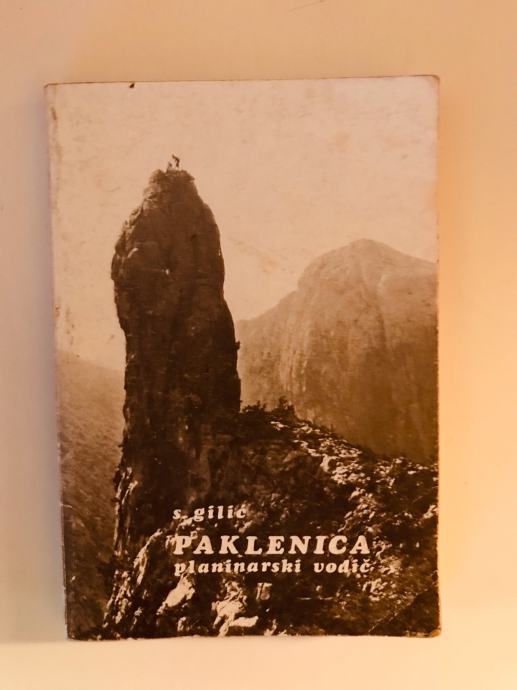 s. gilić
PAKLENICA
planinarski vodič